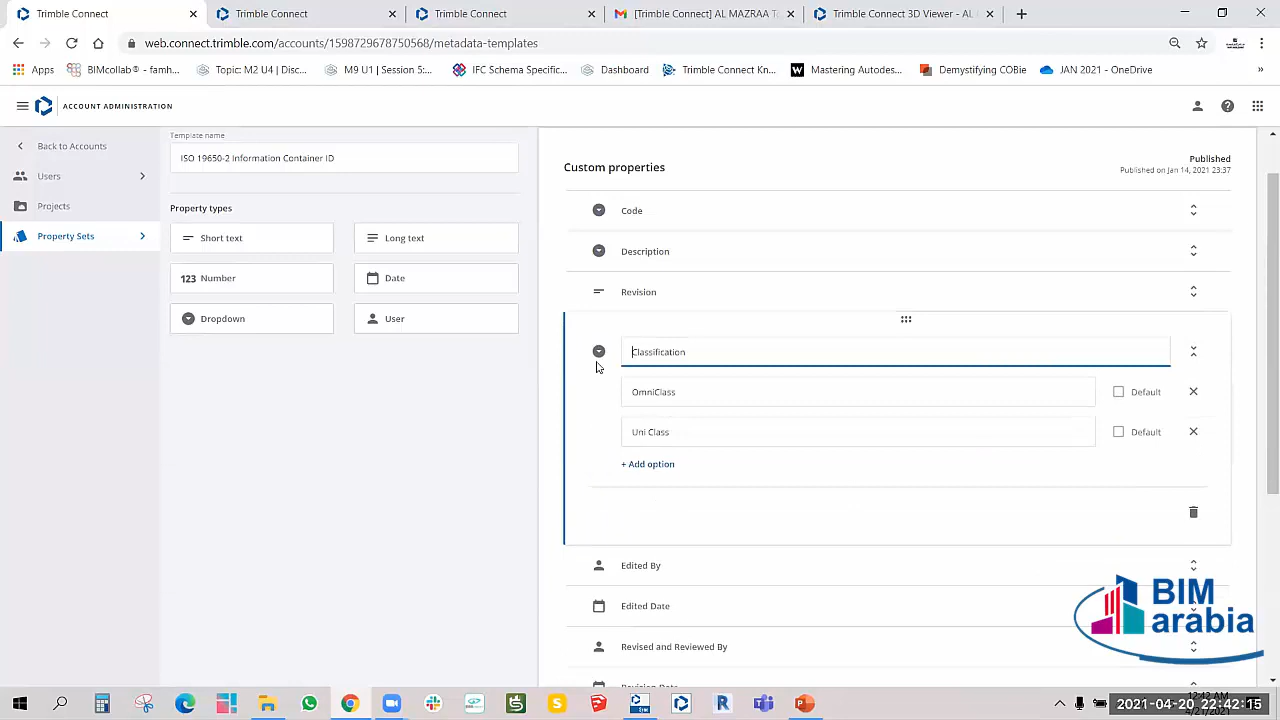 Trimble Connect
Trimble Connect
Trimble Connect
[Trimble Connect] AL MAZRAA T
Trimble Connect 3D Viewer - AL
web.connect.trimble.com/accounts/1598729678750568/metadata-templates
Apps
BIMcollab® - famh...
Topic: M2 U4 | Disc...
M9 U1 | Session 5:...
IFC Schema Specific...
Dashboard
Trimble Connect Kn...
Mastering Autodes...
Demystifying COBie
JAN 2021 - OneDrive
»
ACCOUNT ADMINISTRATION
Back to Accounts
Users
Projects
Property Sets
Template name
ISO 19650-2 Information Container ID
Property types
Short text
Long text
123 Number
Date
Dropdown
User
Custom properties
Published
Published on Jan 14, 2021 23:37
Code
Description
Revision
Classification
OmniClass
Default
Uni Class
Default
+ Add option
Edited By
Edited Date
Revised and Reviewed By
BIM
arabia
2021-04-20 22:42:15